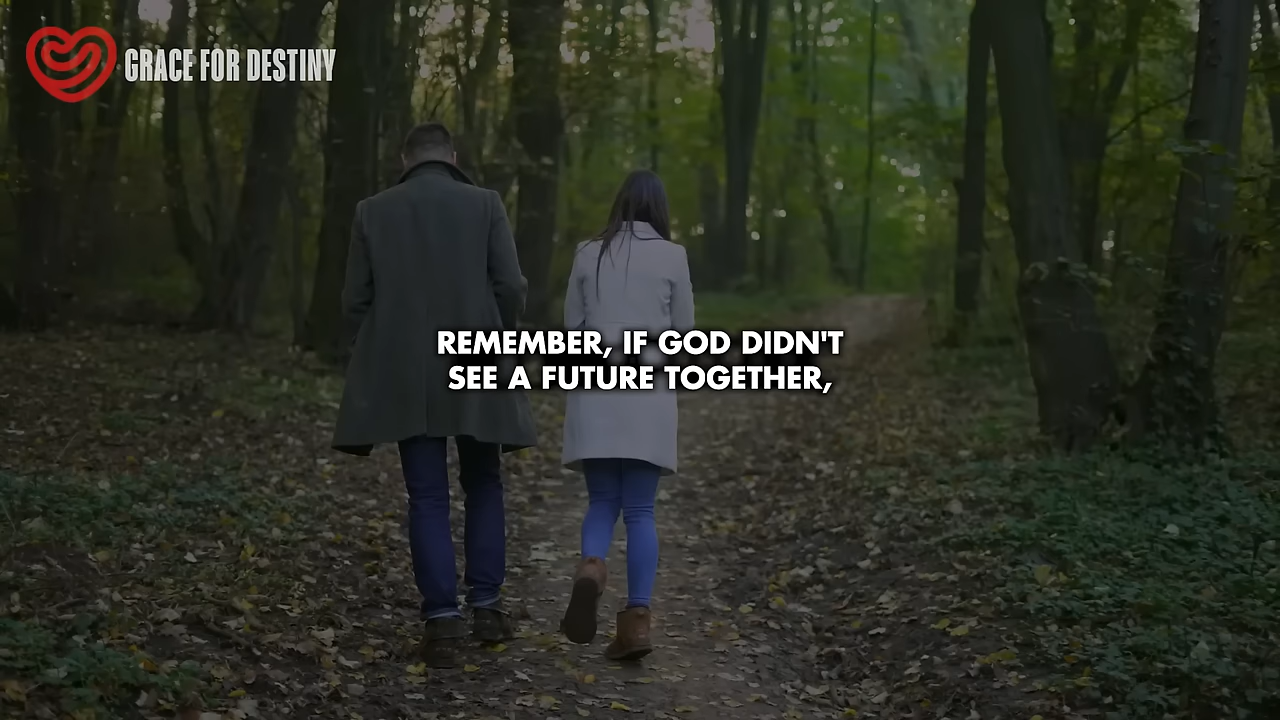 GRACE FOR DESTINY
REMEMBER, IF GOD DIDN'T
SEE A FUTURE TOGETHER,